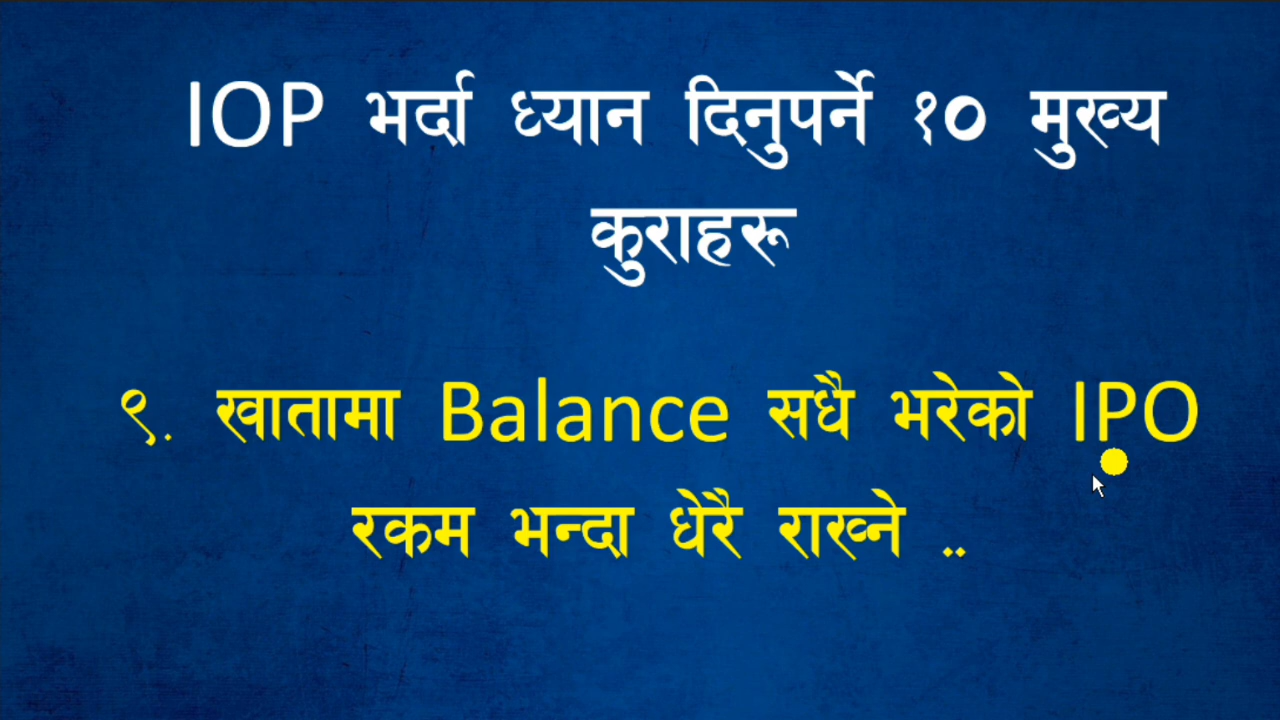 IOP भर्दा ध्यान दिनुपर्ने १० मुख्य
कुराहरू
९. खातामा Balance सधै भरेको IPO
रकम भन्दा धेरै राख्ने ..